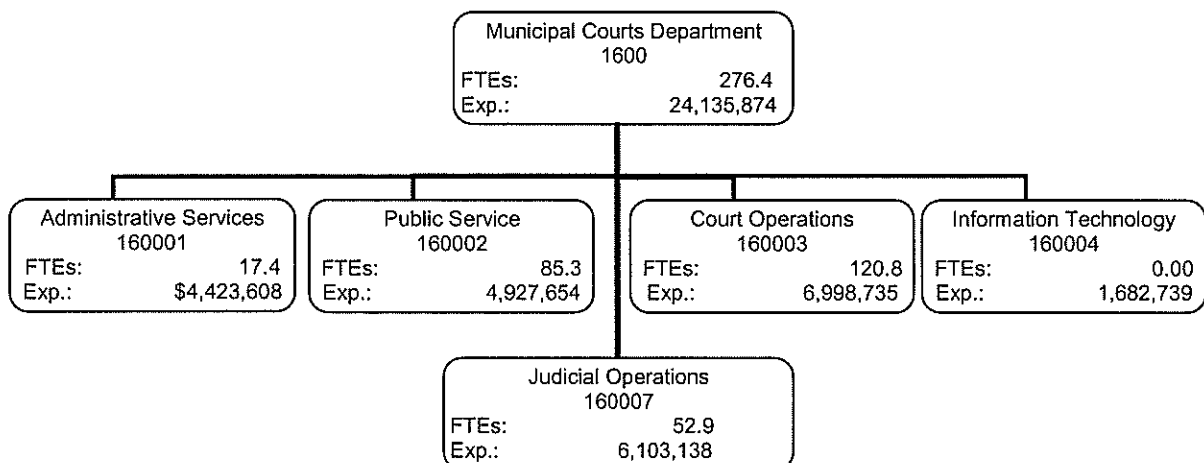 Municipal Courts Department
1600
FTEs: 276.4
Exp.: 24,135,874
Administrative Services
160001
FTEs: 17.4
Exp.: $4,423,608
Public Service
160002
FTEs: 85.3
Exp.: 4,927,654
Court Operations
160003
FTEs: 120.8
Exp.: 6,998,735
Information Technology
160004
FTEs: 0.00
Exp.: 1,682,739
Judicial Operations
160007
FTEs: 52.9
Exp.: 6,103,138